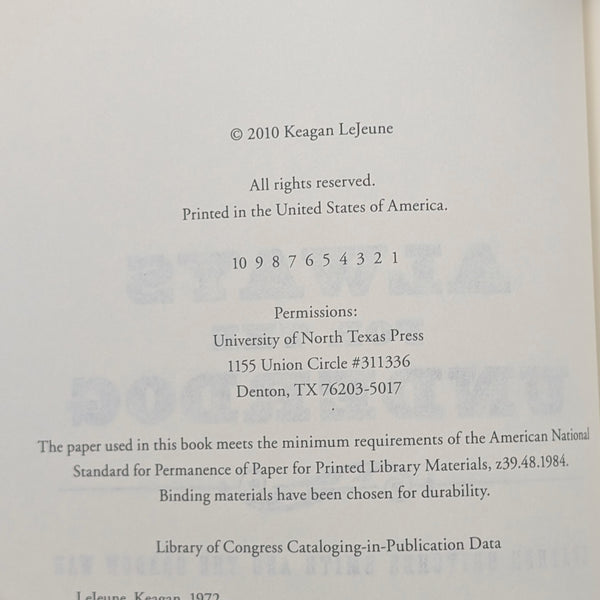 © 2010 Keagan LeJeune
All rights reserved.
Printed in the United States of America.
10 9 8 7 6 5 4 3 2 1
Permissions:
University of North Texas Press
1155 Union Circle #311336
Denton, TX 76203-5017
The paper used in this book meets the minimum requirements of the American National
Standard for Permanence of Paper for Printed Library Materials, z39.48.1984.
Binding materials have been chosen for durability.
Library of Congress Cataloging-in-Publication Data
LeJeune, Keagan, 1972